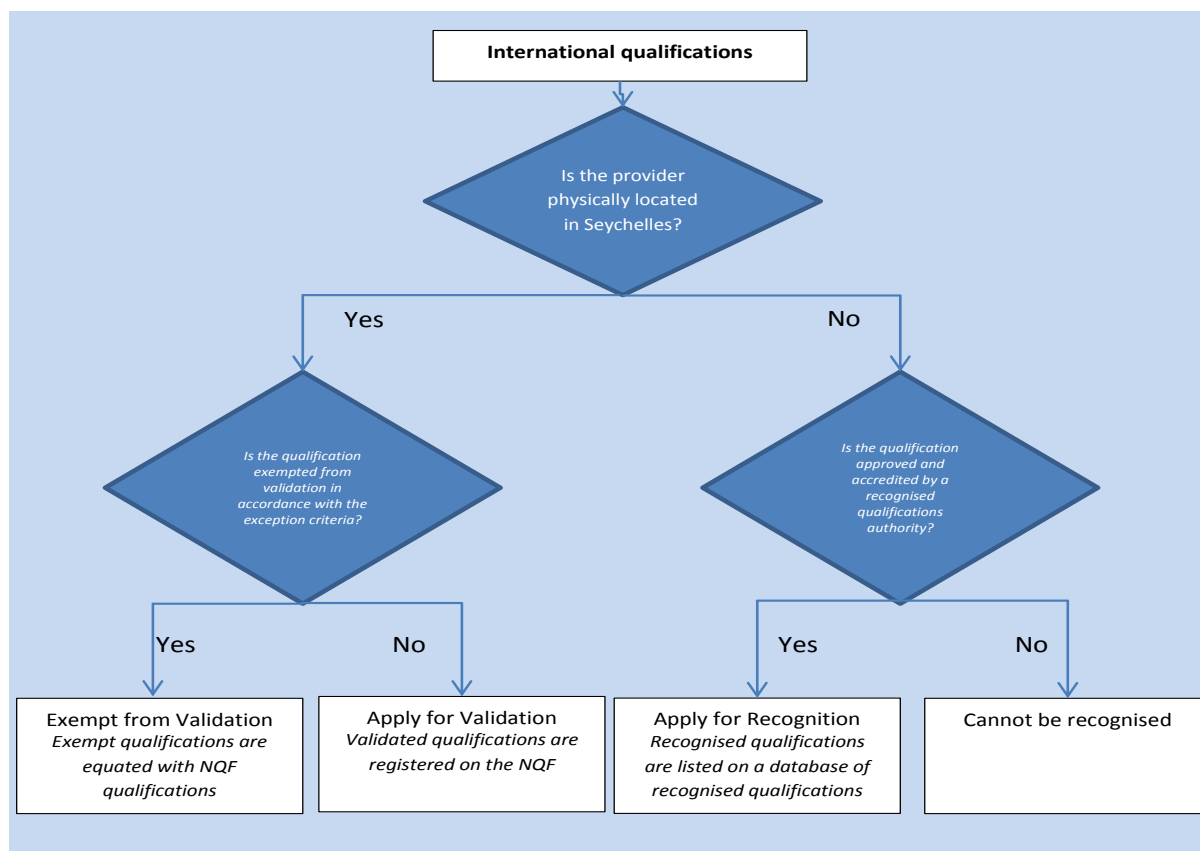 International qualifications
Is the provider
physically located
in Seychelles?
Yes
No
Is the qualification
exempted from
validation in
accordance with the
exception criteria?
Is the qualification
approved and
accredited by a
recognised
qualifications
authority?
Yes
No
Yes
No
Exempt from Validation
Exempt qualifications are
equated with NQF
qualifications
Apply for Validation
Validated qualifications are
registered on the NQF
Apply for Recognition
Recognised qualifications
are listed on a database of
recognised qualifications
Cannot be recognised